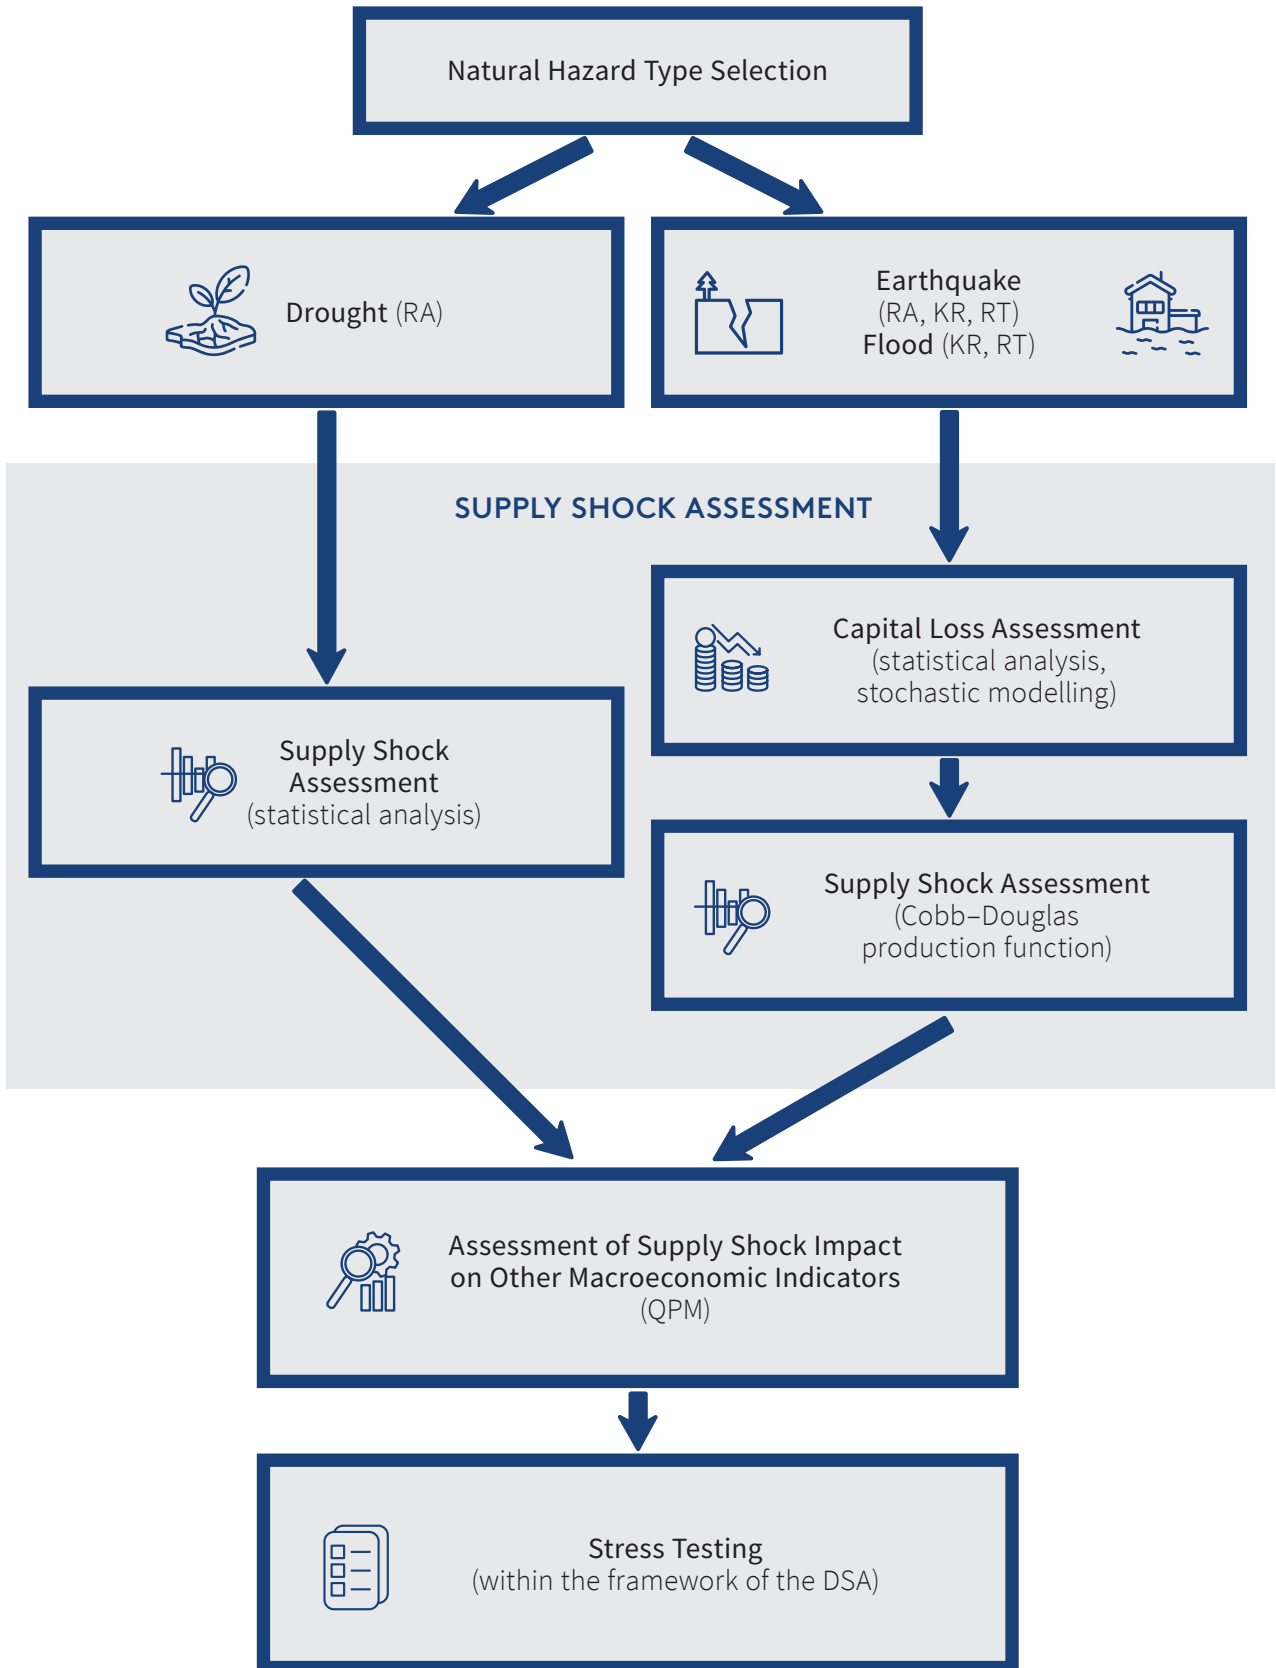 Natural Hazard Type Selection
Drought (RA)
Earthquake
(RA, KR, RT)
Flood (KR, RT)
SUPPLY SHOCK ASSESSMENT
Capital Loss Assessment
(statistical analysis,
stochastic modelling)
Supply Shock
Assessment
(statistical analysis)
Supply Shock Assessment
(Cobb–Douglas
production function)
Assessment of Supply Shock Impact
on Other Macroeconomic Indicators
(QPM)
Stress Testing
(within the framework of the DSA)